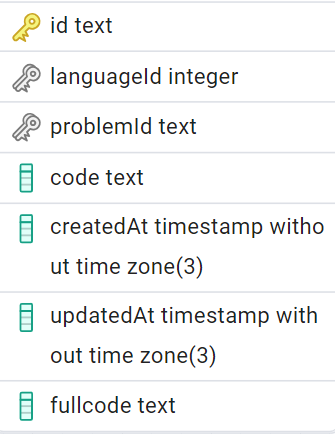 id text
languageId integer
problemId text
code text
createdAt timestamp witho
ut time zone(3)
updatedAt timestamp with
out time zone(3)
fullcode text